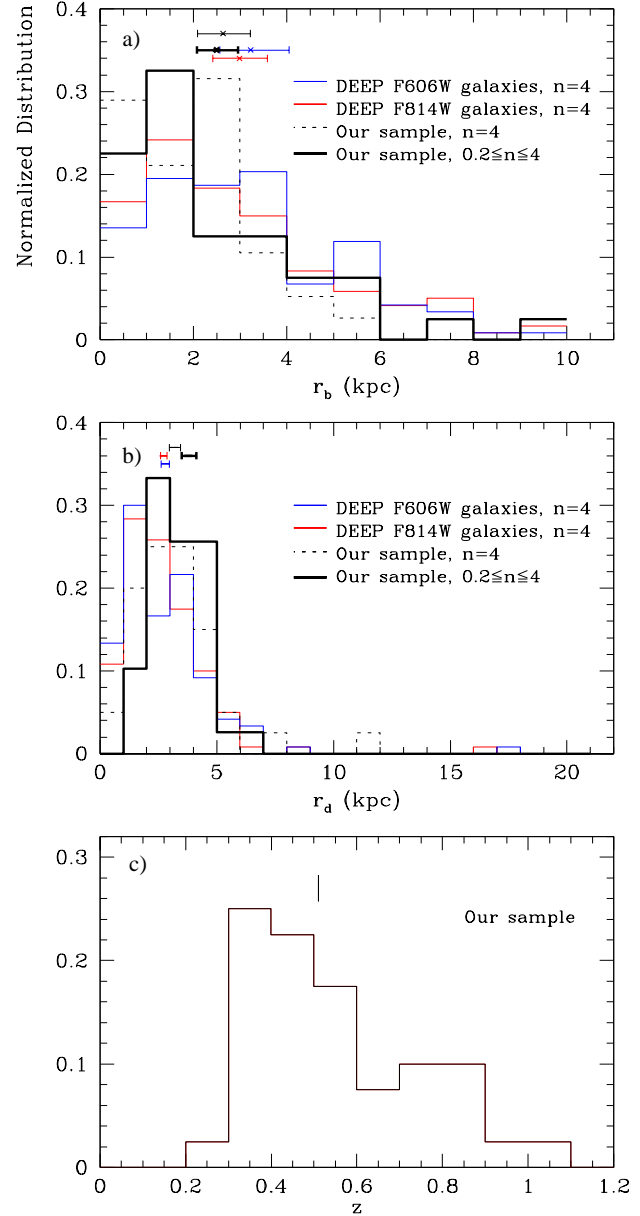 a)
Normalized Distribution
0.4
0.3
0.2
0.1
0
DEEP F606W galaxies, n=4
DEEP F814W galaxies, n=4
Our sample, n=4
Our sample, 0.2≦n≦4
0 2 4 6 8 10
r_b (kpc)
b)
0.4
0.3
0.2
0.1
0
DEEP F606W galaxies, n=4
DEEP F814W galaxies, n=4
Our sample, n=4
Our sample, 0.2≦n≦4
0 5 10 15 20
r_d (kpc)
c)
0.3
0.2
0.1
0
Our sample
0 0.2 0.4 0.6 0.8 1 1.2
z